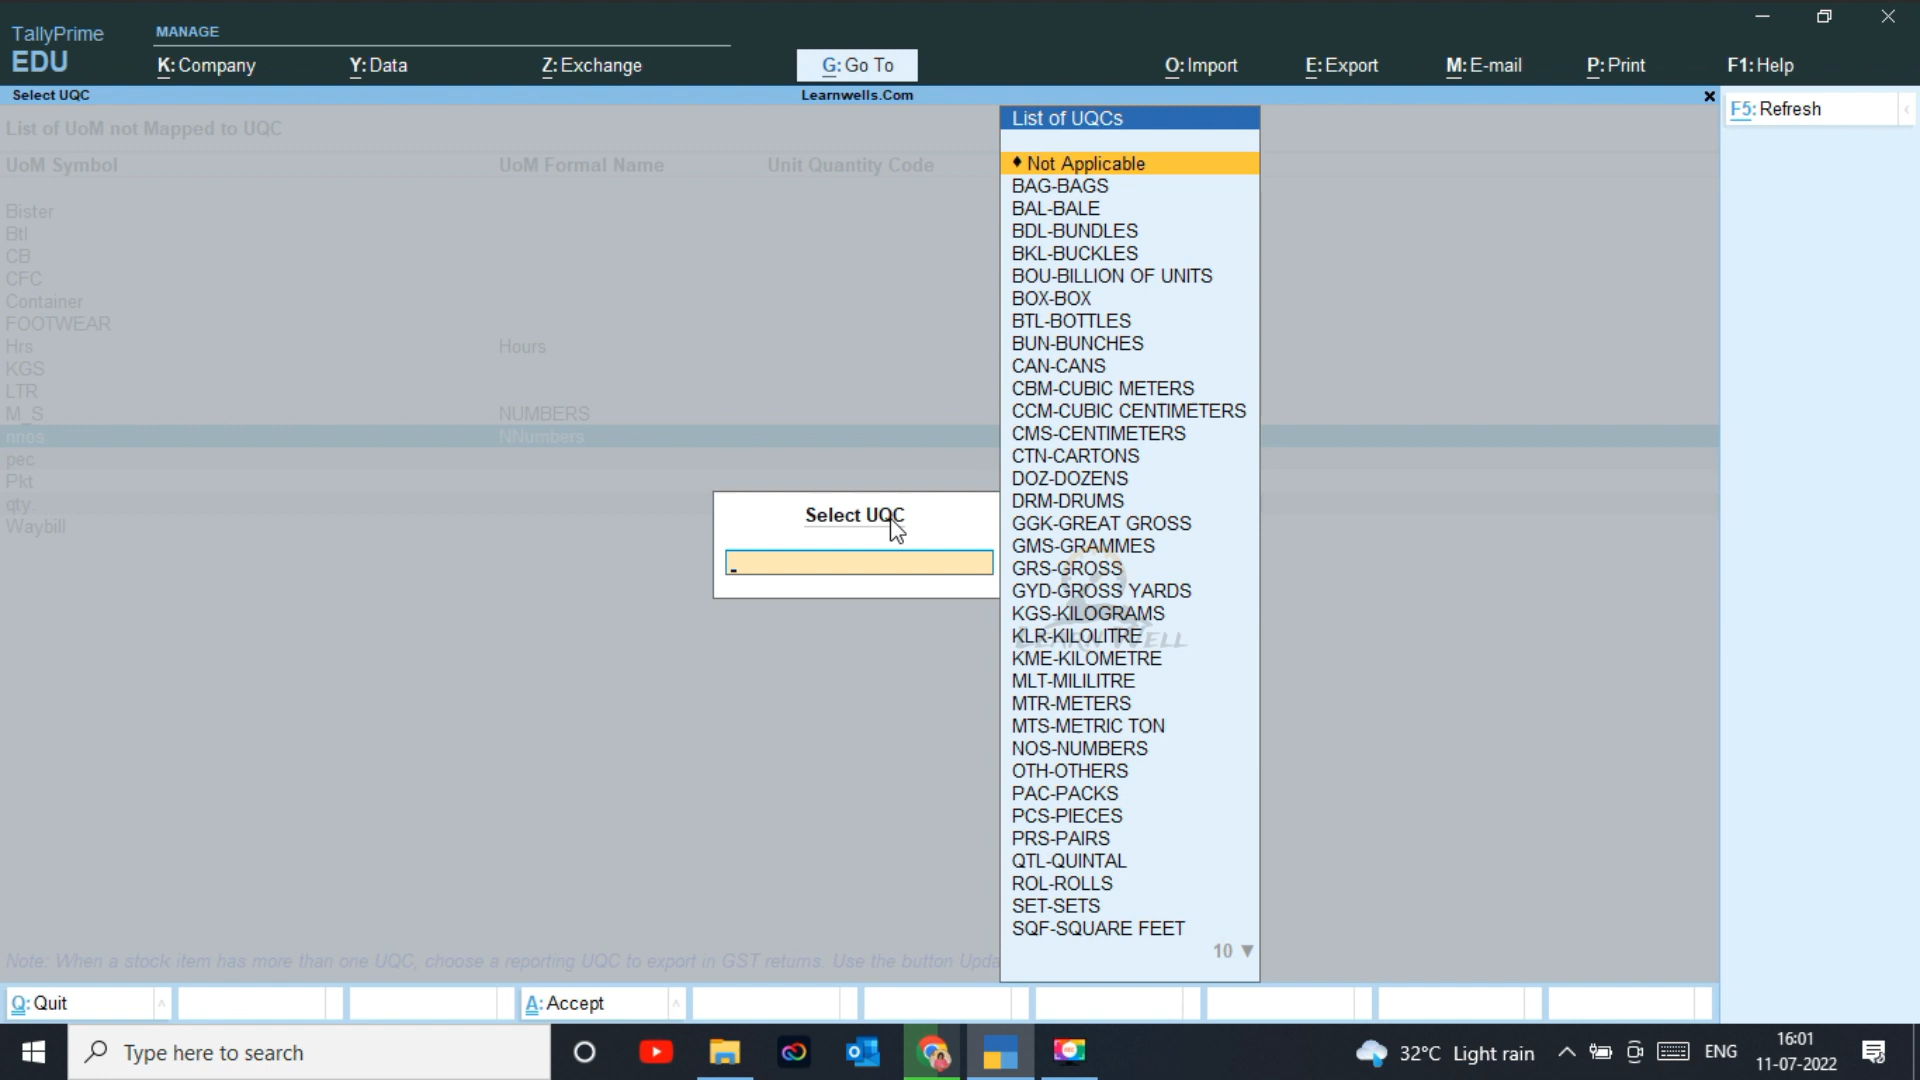 TallyPrime
EDU
MANAGE
K: Company
Y: Data
Z: Exchange
G: Go To
O: Import
E: Export
M: E-mail
P: Print
F1: Help
Select UQC
Learnwells.Com
F5: Refresh
List of UoM not Mapped to UQC
UoM Symbol UoM Formal Name Unit Quantity Code
Bister
Btl
CB
CFC
Container
FOOTWEAR
Hrs Hours
KGS
LTR
M_S NUMBERS
nnos NNumbers
pec
Pkt
qty.
Waybill
Select UQC
List of UQCs
♦ Not Applicable
BAG-BAGS
BAL-BALE
BDL-BUNDLES
BKL-BUCKLES
BOU-BILLION OF UNITS
BOX-BOX
BTL-BOTTLES
BUN-BUNCHES
CAN-CANS
CBM-CUBIC METERS
CCM-CUBIC CENTIMETERS
CMS-CENTIMETERS
CTN-CARTONS
DOZ-DOZENS
DRM-DRUMS
GGK-GREAT GROSS
GMS-GRAMMES
GRS-GROSS
GYD-GROSS YARDS
KGS-KILOGRAMS
KLR-KILOLITRE
LEARN WELL
KME-KILOMETRE
MLT-MILILITRE
MTR-METERS
MTS-METRIC TON
NOS-NUMBERS
OTH-OTHERS
PAC-PACKS
PCS-PIECES
PRS-PAIRS
QTL-QUINTAL
ROL-ROLLS
SET-SETS
SQF-SQUARE FEET
10 ▼
Note: When a stock item has more than one UQC, choose a reporting UQC to export in GST returns. Use the button Upda
Q: Quit
A: Accept
Type here to search
32°C Light rain
ENG
16:01
11-07-2022